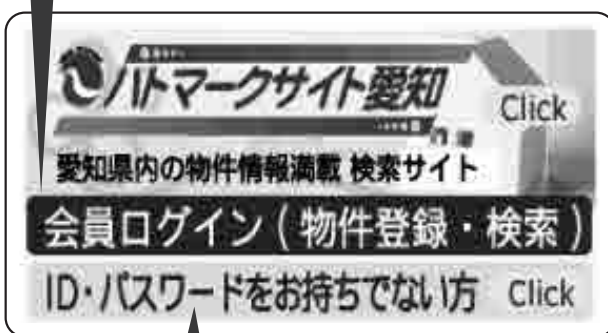 ハトマークサイト愛知
Click
愛知県内の物件情報満載 検索サイト
会員ログイン(物件登録・検索)
ID・パスワードをお持ちでない方 Click